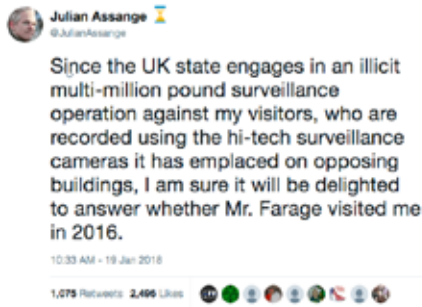 Julian Assange
@JulianAssange
Since the UK state engages in an illicit
multi-million pound surveillance
operation against my visitors, who are
recorded using the hi-tech surveillance
cameras it has emplaced on opposing
buildings, I am sure it will be delighted
to answer whether Mr. Farage visited me
in 2016.
10:33 AM - 19 Jan 2018
1,075 Retweets 2,496 Likes